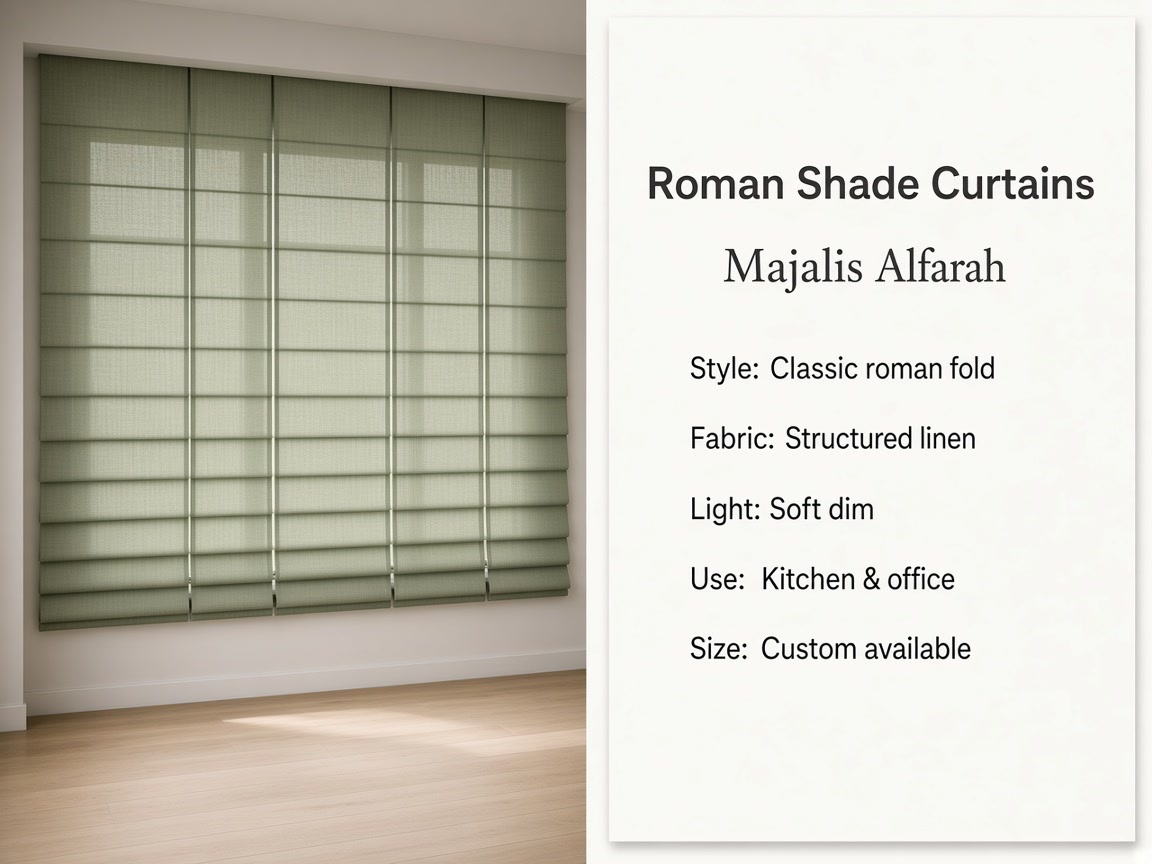 Roman Shade Curtains
Majalis Alfarah
Style: Classic roman fold
Fabric: Structured linen
Light: Soft dim
Use: Kitchen & office
Size: Custom available